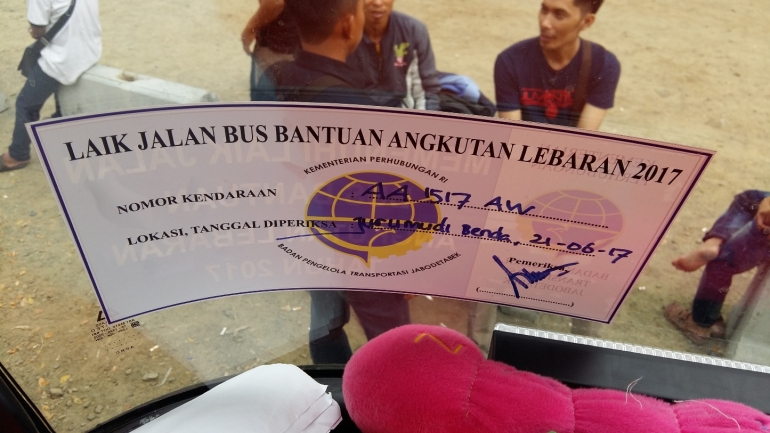 LAIK JALAN BUS BANTUAN ANGKUTAN LEBARAN 2017
KEMENTERIAN PERHUBUNGAN RI
NOMOR KENDARAAN : AA 1517 AW
LOKASI, TANGGAL DIPERIKSA : Jurumudi Benda, 21-06-17
BADAN PENGELOLA TRANSPORTASI JABODETABEK
Pemeriksa